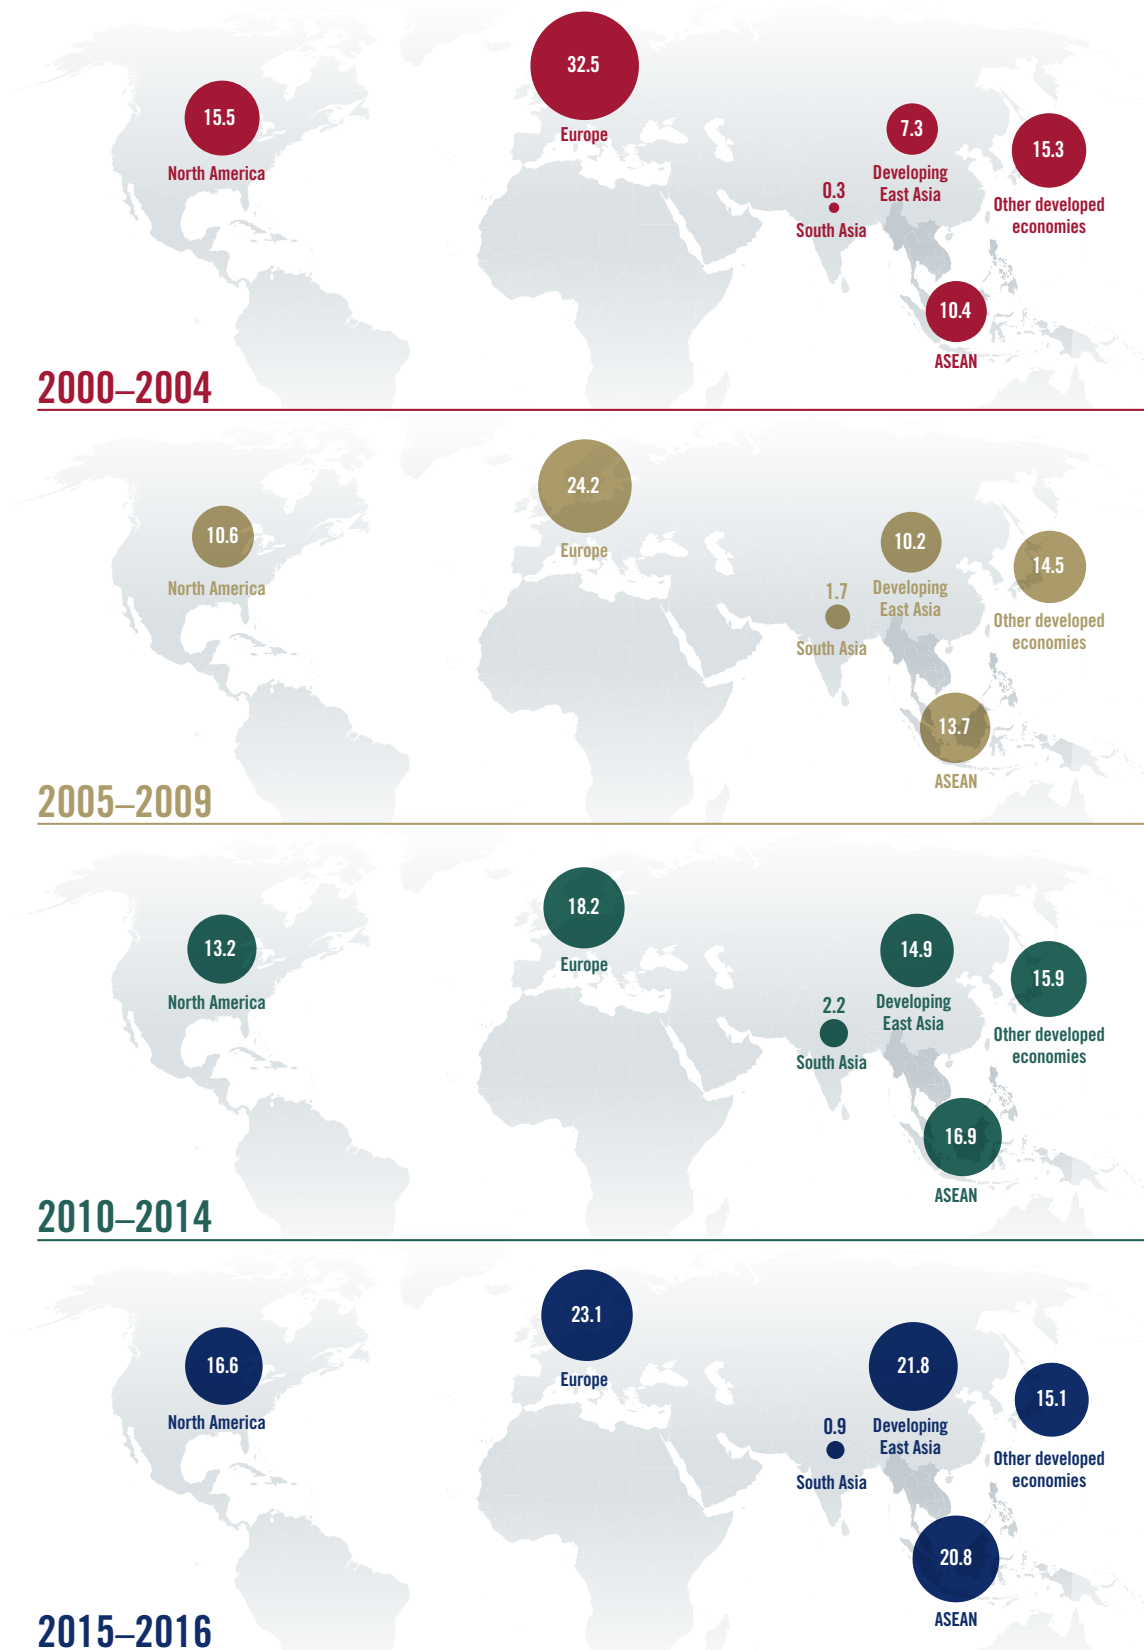 32.5
Europe
15.5
North America
7.3
Developing
East Asia
15.3
Other developed
economies
0.3
South Asia
10.4
ASEAN
2000–2004
24.2
Europe
10.6
North America
10.2
Developing
East Asia
14.5
Other developed
economies
1.7
South Asia
13.7
ASEAN
2005–2009
18.2
Europe
13.2
North America
14.9
Developing
East Asia
15.9
Other developed
economies
2.2
South Asia
16.9
ASEAN
2010–2014
23.1
Europe
16.6
North America
21.8
Developing
East Asia
15.1
Other developed
economies
0.9
South Asia
20.8
ASEAN
2015–2016